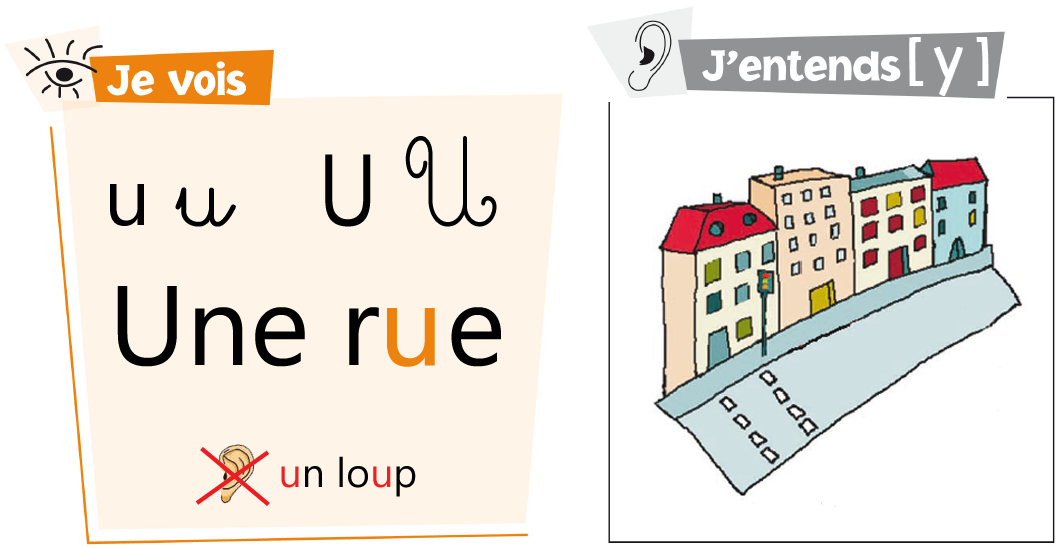 Je vois
u u U U
Une rue
un loup
J'entends [y]